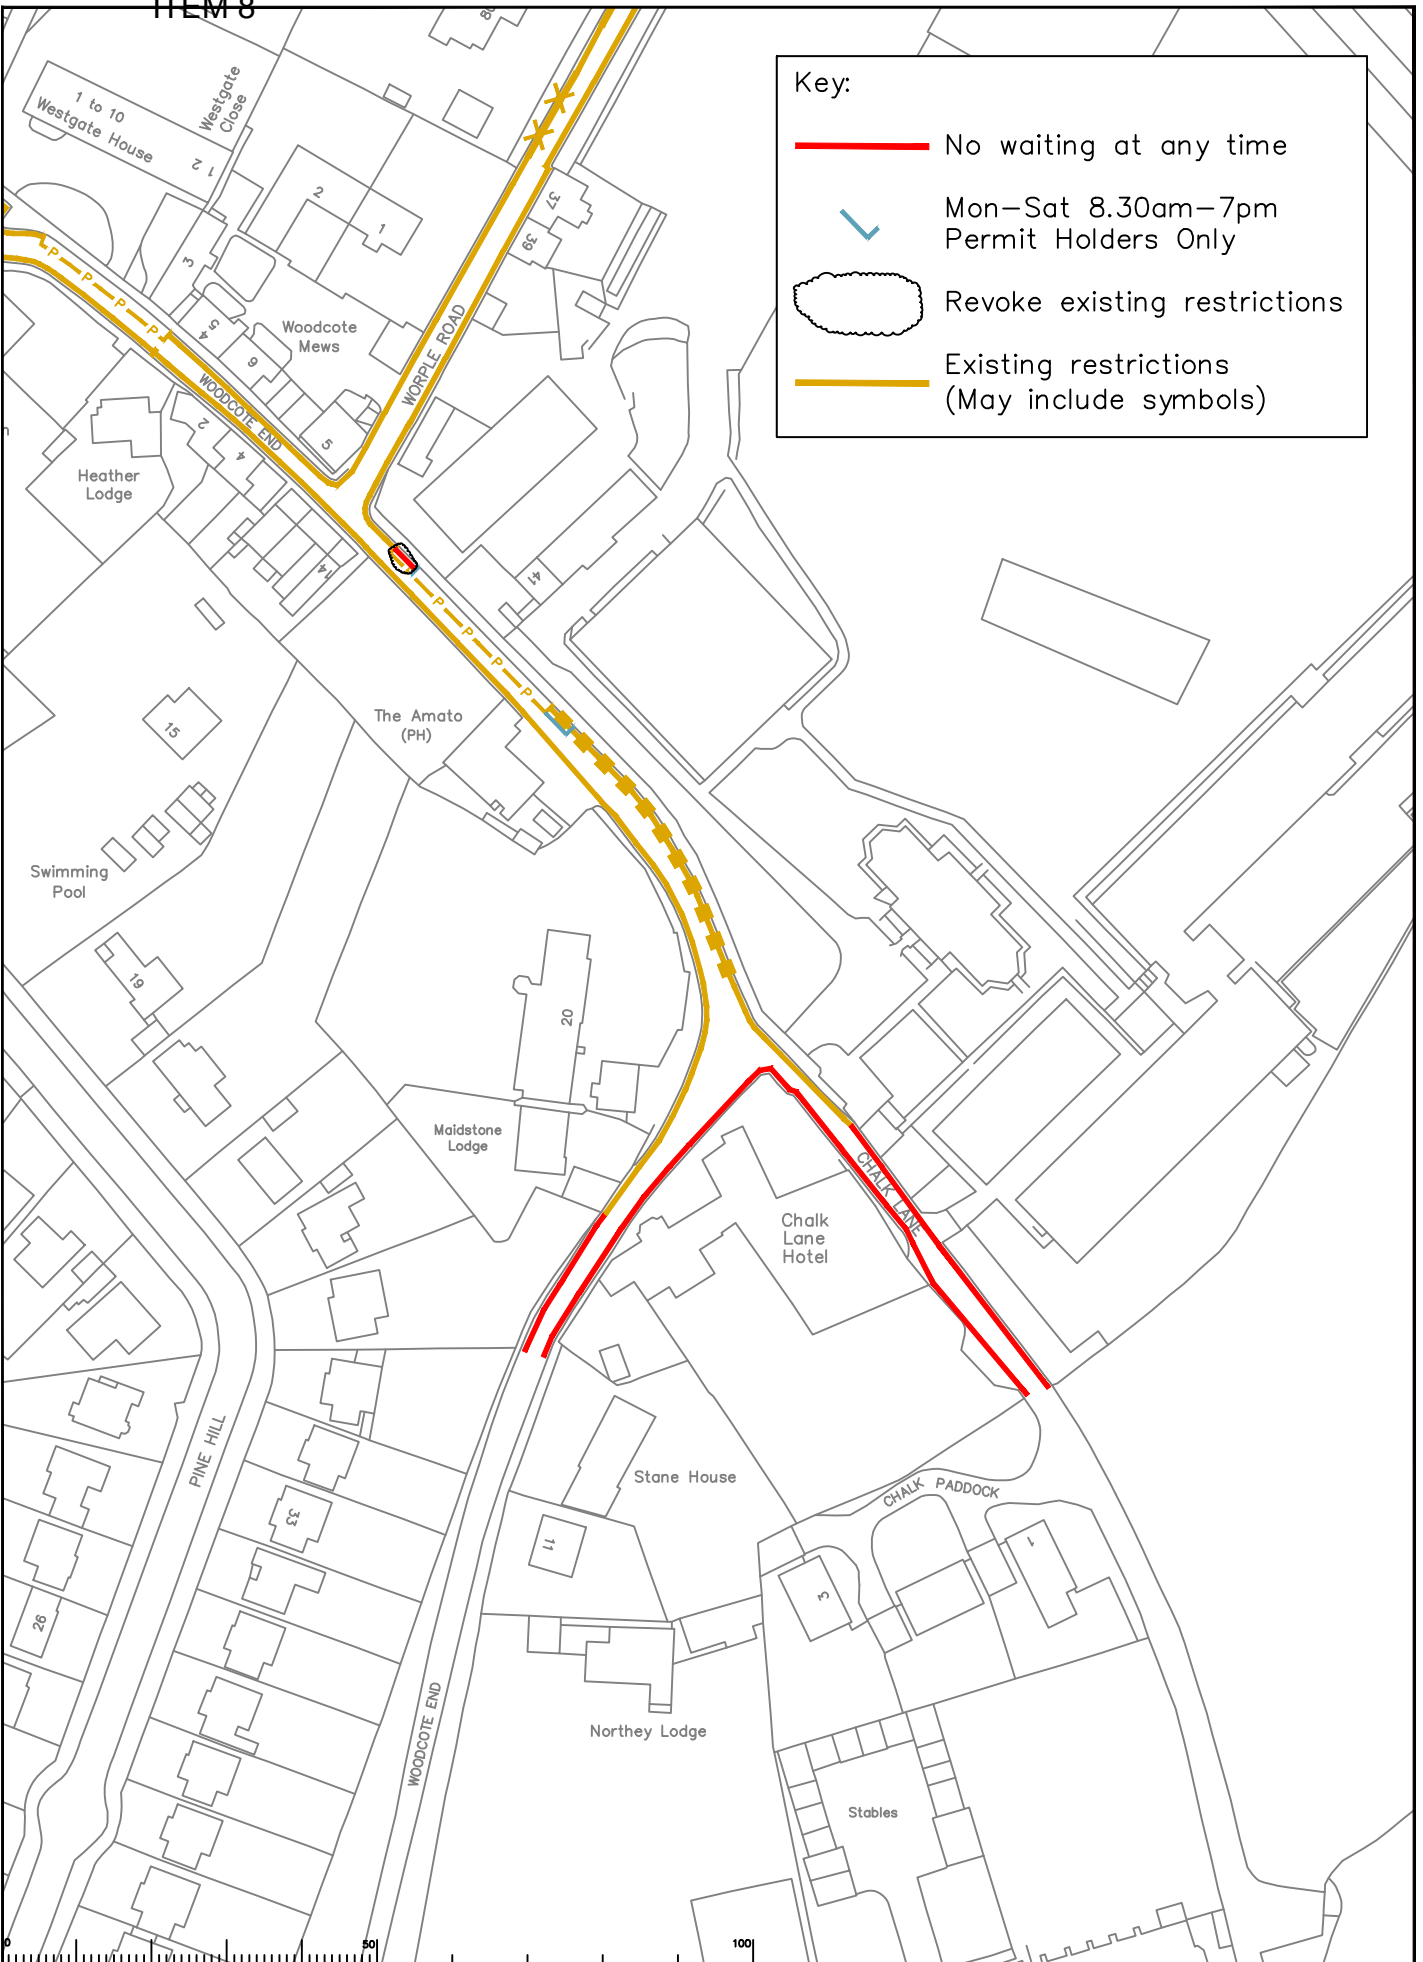 ITEM 8
80
Key:
No waiting at any time
Mon-Sat 8.30am-7pm
Permit Holders Only
Revoke existing restrictions
Existing restrictions
(May include symbols)
1 to 10
Westgate House
Westgate
Close
1 2
2
1
37
39
3
P
P
P
P
5
4
6
Woodcote
Mews
WORPLE ROAD
WOODCOTE END
5
2
4
Heather
Lodge
14
41
P
P
P
P
The Amato
(PH)
15
Swimming
Pool
19
20
Maidstone
Lodge
CHALK LANE
Chalk
Lane
Hotel
PINE HILL
Stane House
CHALK PADDOCK
33
11
1
3
26
WOODCOTE END
Northey Lodge
Stables
0
50
100